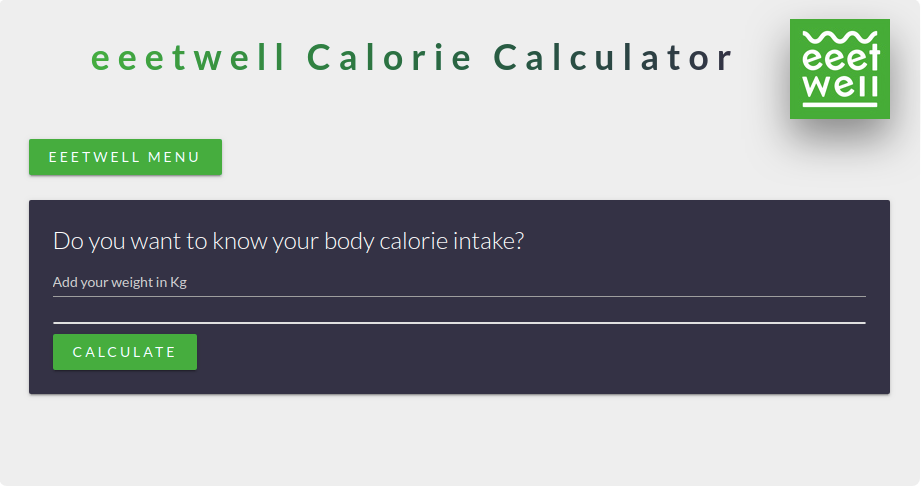 eeetwell Calorie Calculator
eeet
well
EEETWELL MENU
Do you want to know your body calorie intake?
Add your weight in Kg
CALCULATE